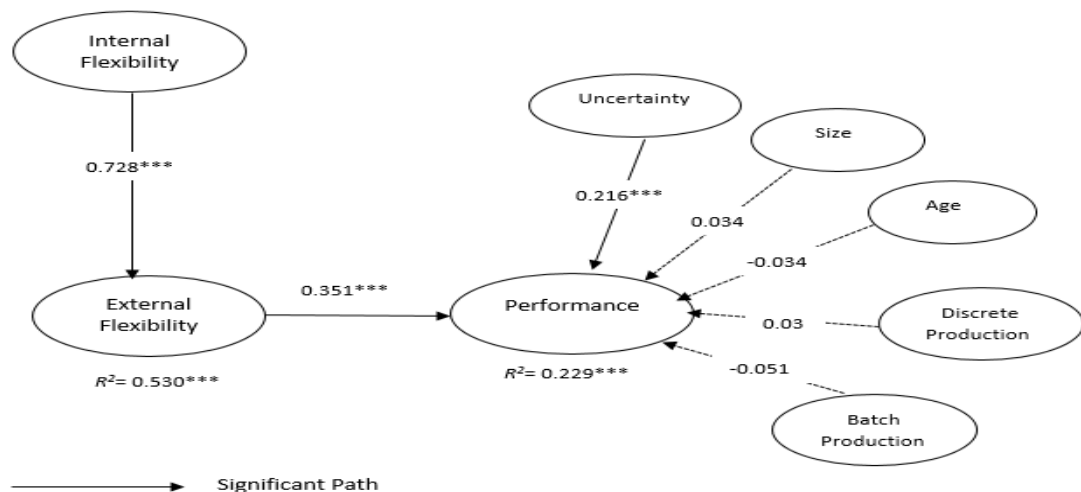 Internal
Flexibility
Uncertainty
Size
0.728***
0.216***
0.034
Age
-0.034
External
Flexibility
0.351***
Performance
0.03
Discrete
Production
R²= 0.530***
R²= 0.229***
-0.051
Batch
Production
Significant Path